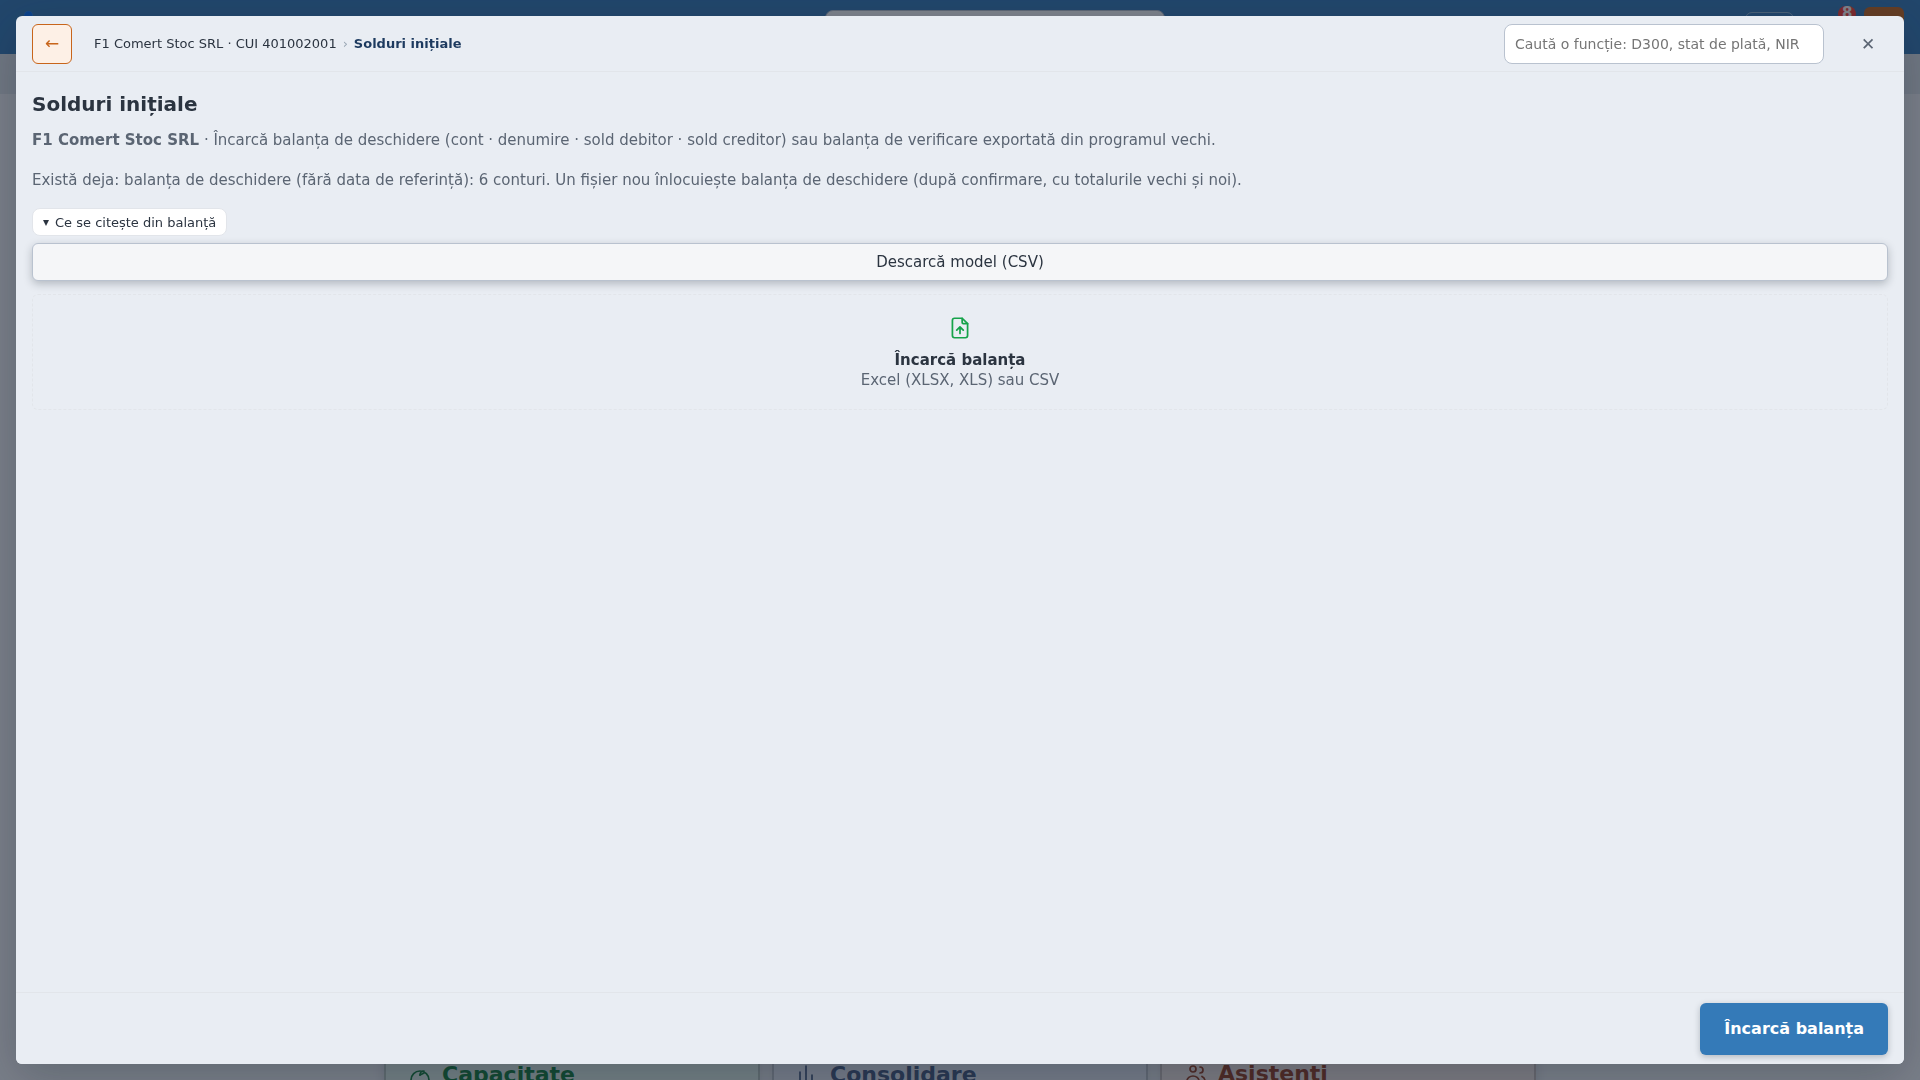 8
←
F1 Comert Stoc SRL · CUI 401002001 › Solduri inițiale
Caută o funcție: D300, stat de plată, NIR
✕
Solduri inițiale
F1 Comert Stoc SRL · Încarcă balanța de deschidere (cont · denumire · sold debitor · sold creditor) sau balanța de verificare exportată din programul vechi.
Există deja: balanța de deschidere (fără data de referință): 6 conturi. Un fișier nou înlocuiește balanța de deschidere (după confirmare, cu totalurile vechi și noi).
▾ Ce se citește din balanță
Descarcă model (CSV)
Încarcă balanța
Excel (XLSX, XLS) sau CSV
Încarcă balanța
Capacitate
Consolidare
Asistenți